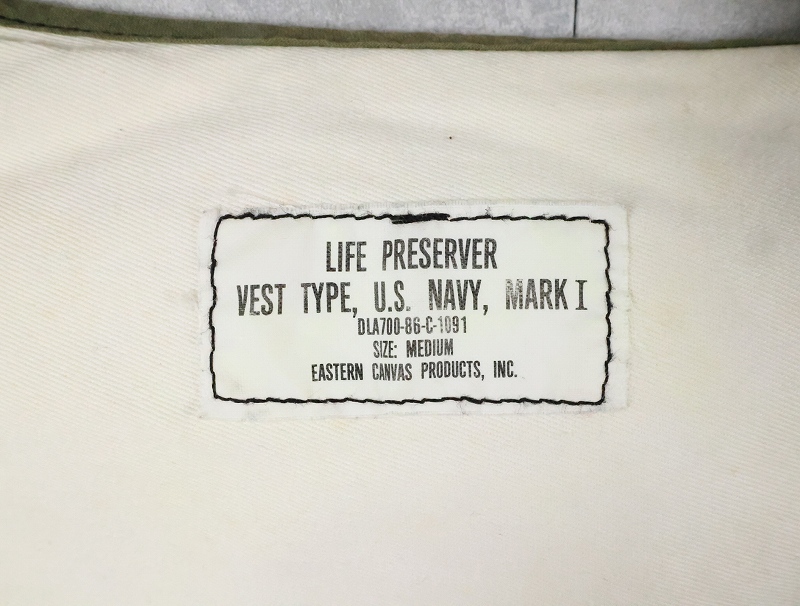 LIFE PRESERVER
VEST TYPE, U.S. NAVY, MARK I
DLA700-86-C-1091
SIZE: MEDIUM
EASTERN CANVAS PRODUCTS, INC.